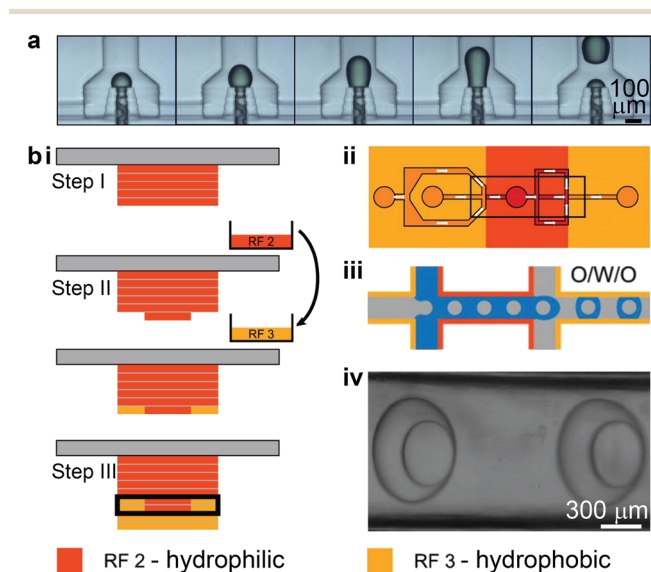 a
100
μm
b i
Step I
RF 2
Step II
RF 3
Step III
ii
iii
O/W/O
iv
300 μm
RF 2 - hydrophilic
RF 3 - hydrophobic